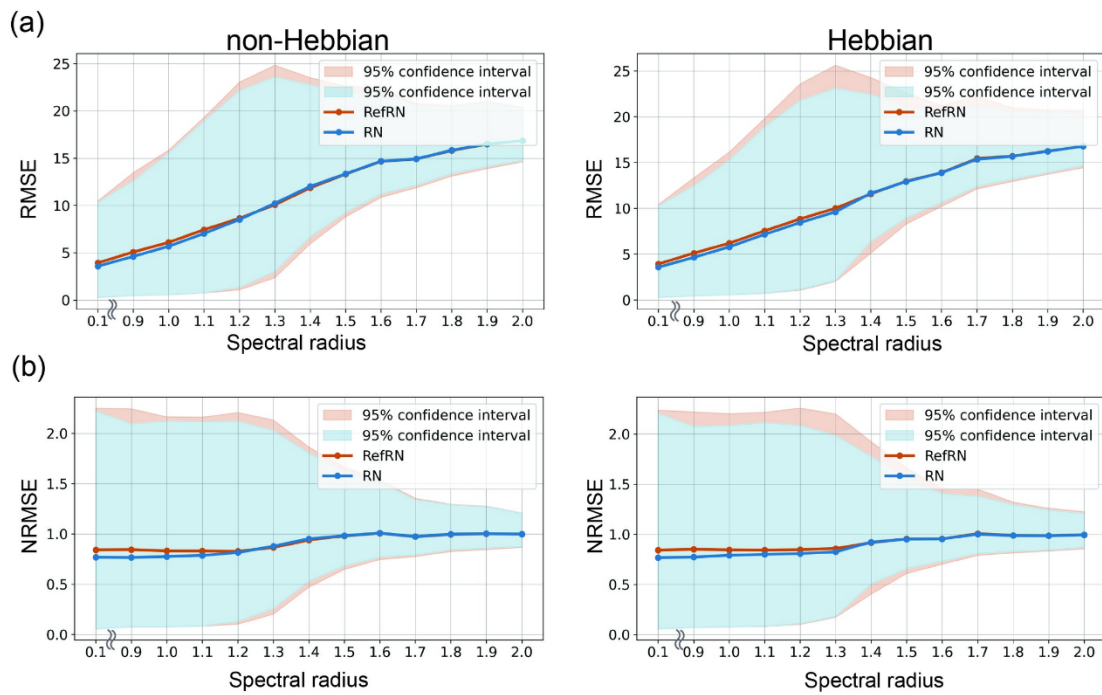 (a)
non-Hebbian
Hebbian
25
20
15
10
5
0
RMSE
95% confidence interval
95% confidence interval
RefRN
RN
0.1 0.9 1.0 1.1 1.2 1.3 1.4 1.5 1.6 1.7 1.8 1.9 2.0
Spectral radius
25
20
15
10
5
0
RMSE
95% confidence interval
95% confidence interval
RefRN
RN
0.1 0.9 1.0 1.1 1.2 1.3 1.4 1.5 1.6 1.7 1.8 1.9 2.0
Spectral radius
(b)
2.0
1.5
1.0
0.5
0.0
NRMSE
95% confidence interval
95% confidence interval
RefRN
RN
0.1 0.9 1.0 1.1 1.2 1.3 1.4 1.5 1.6 1.7 1.8 1.9 2.0
Spectral radius
2.0
1.5
1.0
0.5
0.0
NRMSE
95% confidence interval
95% confidence interval
RefRN
RN
0.1 0.9 1.0 1.1 1.2 1.3 1.4 1.5 1.6 1.7 1.8 1.9 2.0
Spectral radius